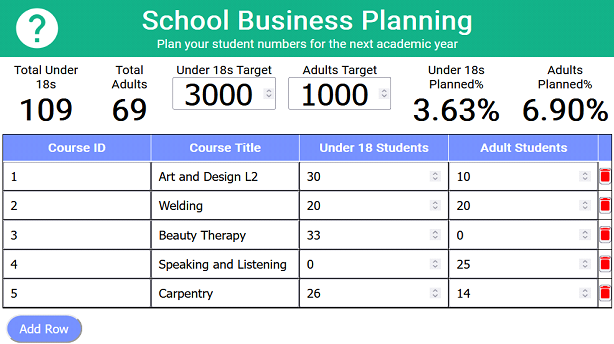 ?
School Business Planning
Plan your student numbers for the next academic year
Total Under 18s
109
Total Adults
69
Under 18s Target
3000
Adults Target
1000
Under 18s Planned%
3.63%
Adults Planned%
6.90%
Course ID Course Title Under 18 Students Adult Students
1 Art and Design L2 30 10
2 Welding 20 20
3 Beauty Therapy 33 0
4 Speaking and Listening 0 25
5 Carpentry 26 14
Add Row